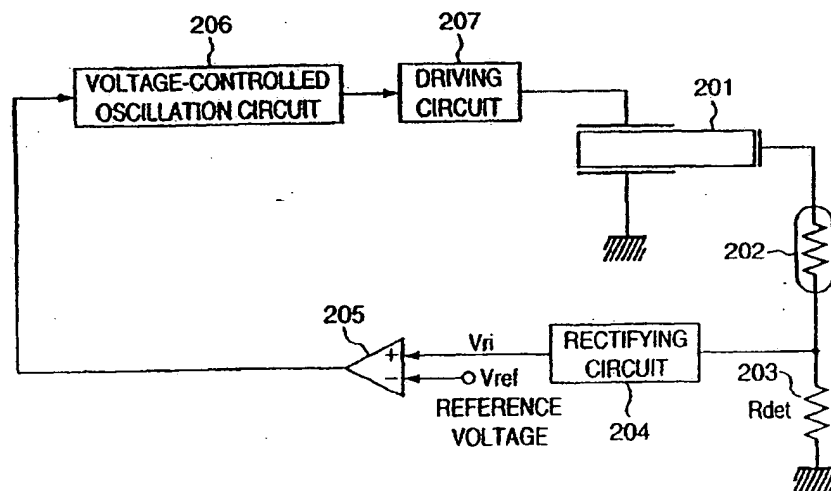 206
207
VOLTAGE-CONTROLLED
OSCILLATION CIRCUIT
DRIVING
CIRCUIT
201
202
205
+
Vri
− Vref
REFERENCE
VOLTAGE
RECTIFYING
CIRCUIT
204
203
Rdet